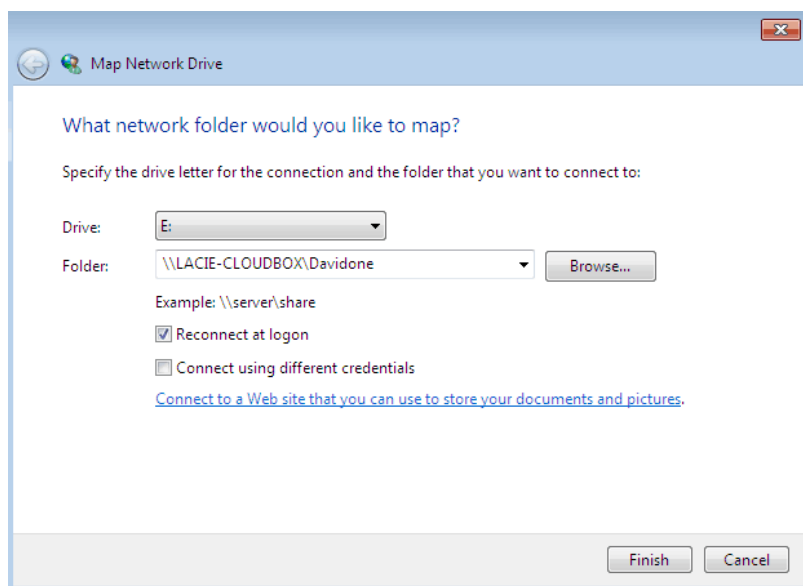 Map Network Drive
What network folder would you like to map?
Specify the drive letter for the connection and the folder that you want to connect to:
Drive: E:
Folder: \\LACIE-CLOUDBOX\Davidone Browse...
Example: \\server\share
Reconnect at logon
Connect using different credentials
Connect to a Web site that you can use to store your documents and pictures.
Finish Cancel